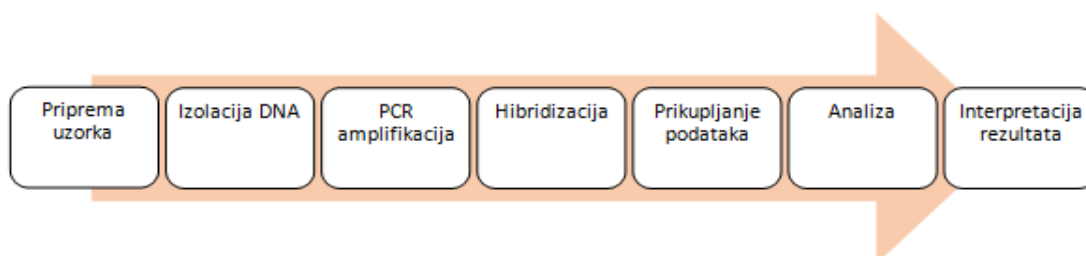 Priprema
uzorka
Izolacija DNA
PCR
amplifikacija
Hibridizacija
Prikupljanje
podataka
Analiza
Interpretacija
rezultata